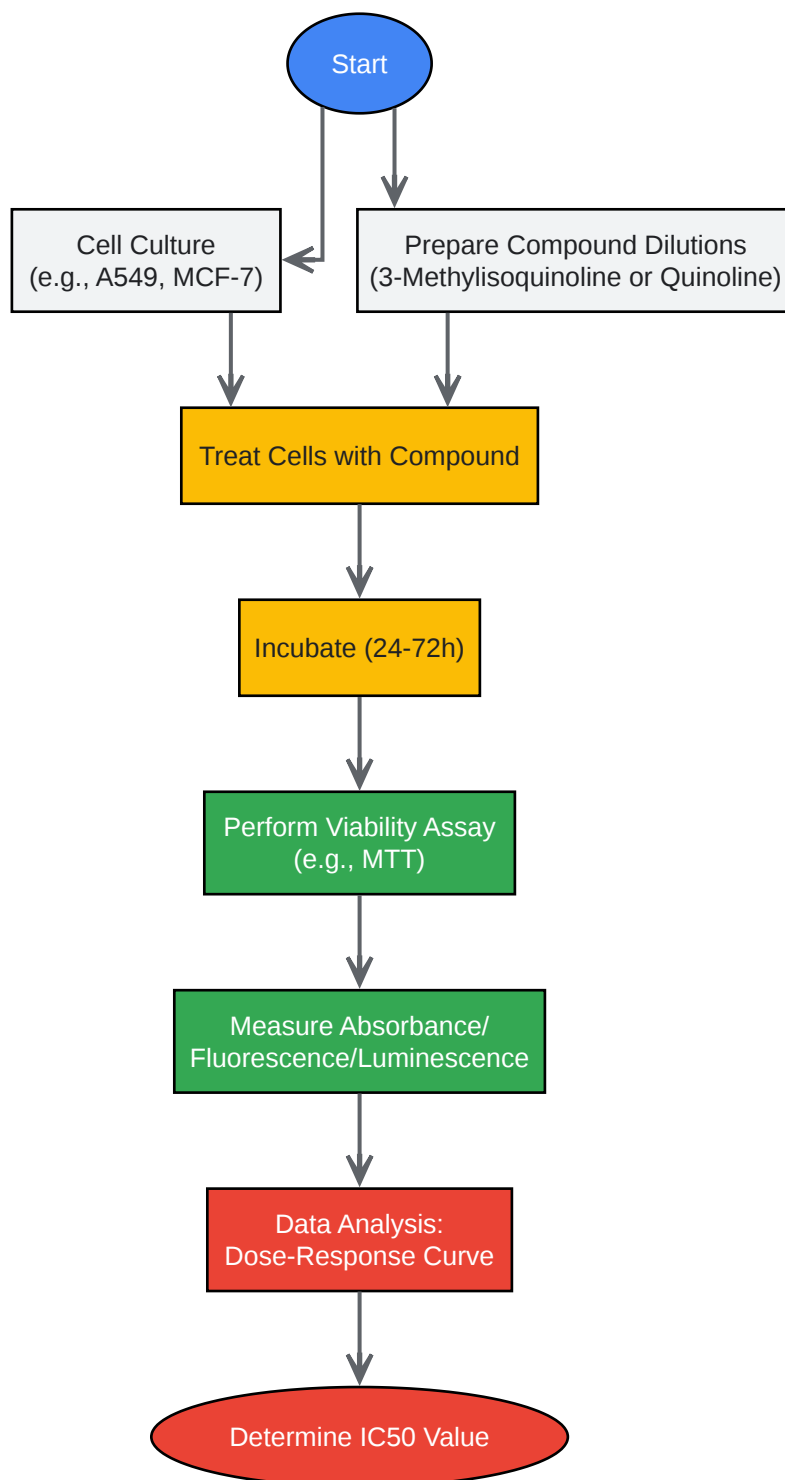 Start
Cell Culture
(e.g., A549, MCF-7)
Prepare Compound Dilutions
(3-Methylisoquinoline or Quinoline)
Treat Cells with Compound
Incubate (24-72h)
Perform Viability Assay
(e.g., MTT)
Measure Absorbance/
Fluorescence/Luminescence
Data Analysis:
Dose-Response Curve
Determine IC50 Value